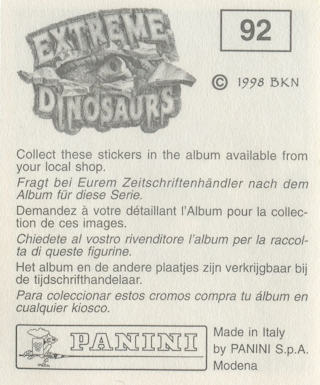 EXTREME
DINOSAURS
92
© 1998 BKN
Collect these stickers in the album available from
your local shop.
Fragt bei Eurem Zeitschriftenhändler nach dem
Album für diese Serie.
Demandez à votre détaillant l'Album pour la collec-
tion de ces images.
Chiedete al vostro rivenditore l'album per la raccol-
ta di queste figurine.
Het album en de andere plaatjes zijn verkrijgbaar bij
de tijdschrifthandelaar.
Para coleccionar estos cromos compra tu álbum en
cualquier kiosco.
PANINI
Made in Italy
by PANINI S.p.A.
Modena